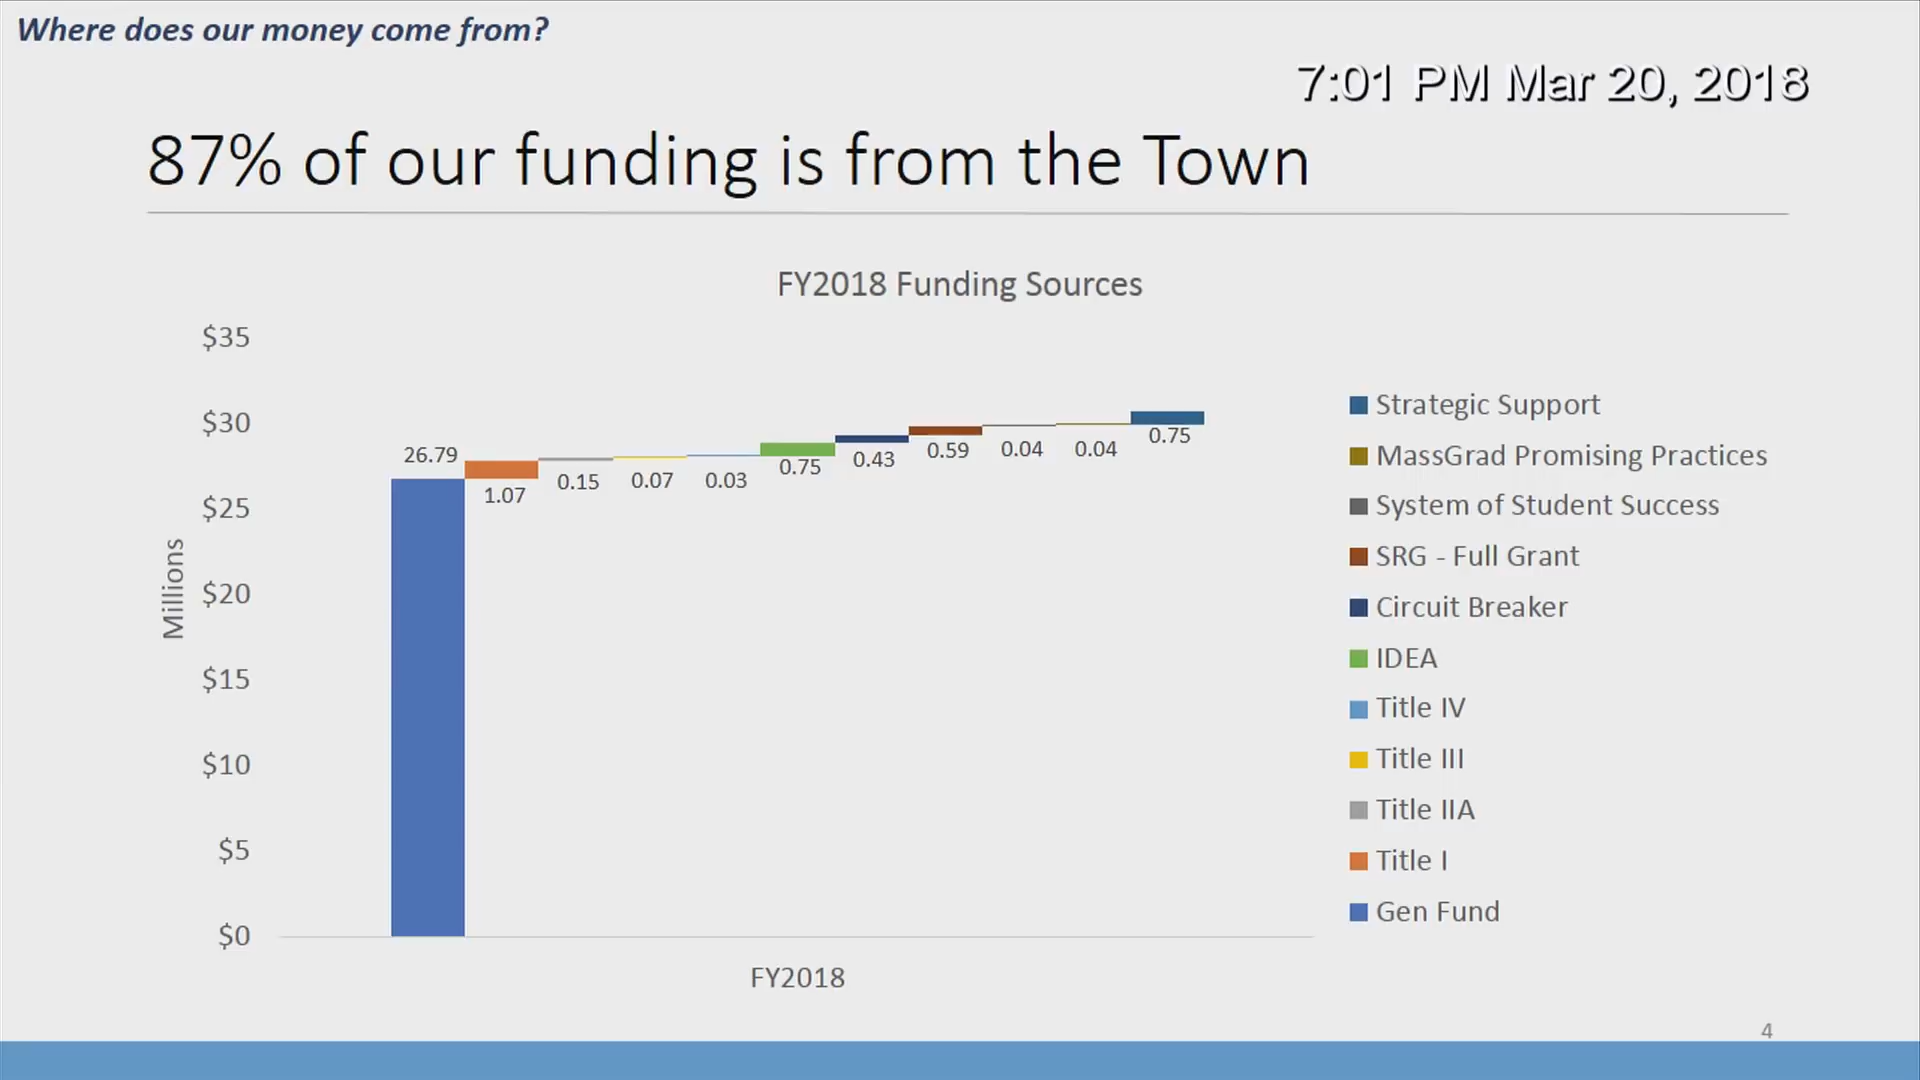 Where does our money come from?
7:01 PM Mar 20, 2018
87% of our funding is from the Town
FY2018 Funding Sources
$35
$30
$25
$20
$15
$10
$5
$0
Millions
26.79
1.07
0.15
0.07
0.03
0.75
0.43
0.59
0.04
0.04
0.75
FY2018
Strategic Support
MassGrad Promising Practices
System of Student Success
SRG - Full Grant
Circuit Breaker
IDEA
Title IV
Title III
Title IIA
Title I
Gen Fund
4